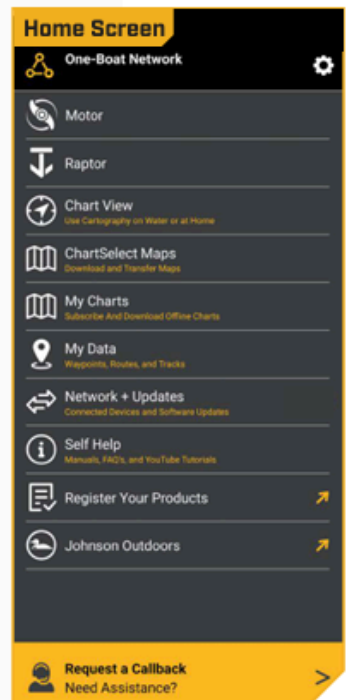 Home Screen
One-Boat Network
Motor
Raptor
Chart View
Use Cartography on Water or at Home
ChartSelect Maps
Download and Transfer Maps
My Charts
Subscribe And Download Offline Charts
My Data
Waypoints, Routes, and Tracks
Network + Updates
Connected Devices and Software Updates
Self Help
Manuals, FAQ's, and YouTube Tutorials
Register Your Products
Johnson Outdoors
Request a Callback
Need Assistance?